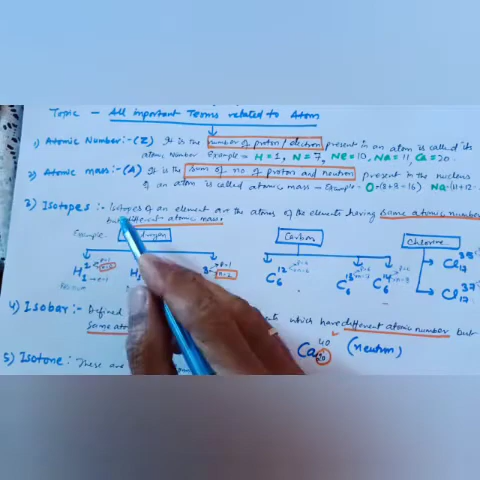 Topic - All important Terms related to Atom
1) Atomic Number:-(Z) It is the number of proton/electron present in an atom is called its
atomic Number Example = H=1, N=7, Ne=10, Na=11, Ca=20.
2) Atomic mass:-(A) It is the sum of no of proton and neutron present in the nucleus
of an atom is called atomic mass - Example - O=(8+8=16) Na (11+12
3) Isotopes:- Isotopes of an element are the atoms of the elements having same atomic number
but different atomic mass
Example - Carbon Chlorine
H C 12 6 C 13 6 C 14 6 Cl 35 17
Cl 37 17
4) Isobar:- which have different atomic number but
same Ca 40 20 (neutron)
5) Isotone: These are